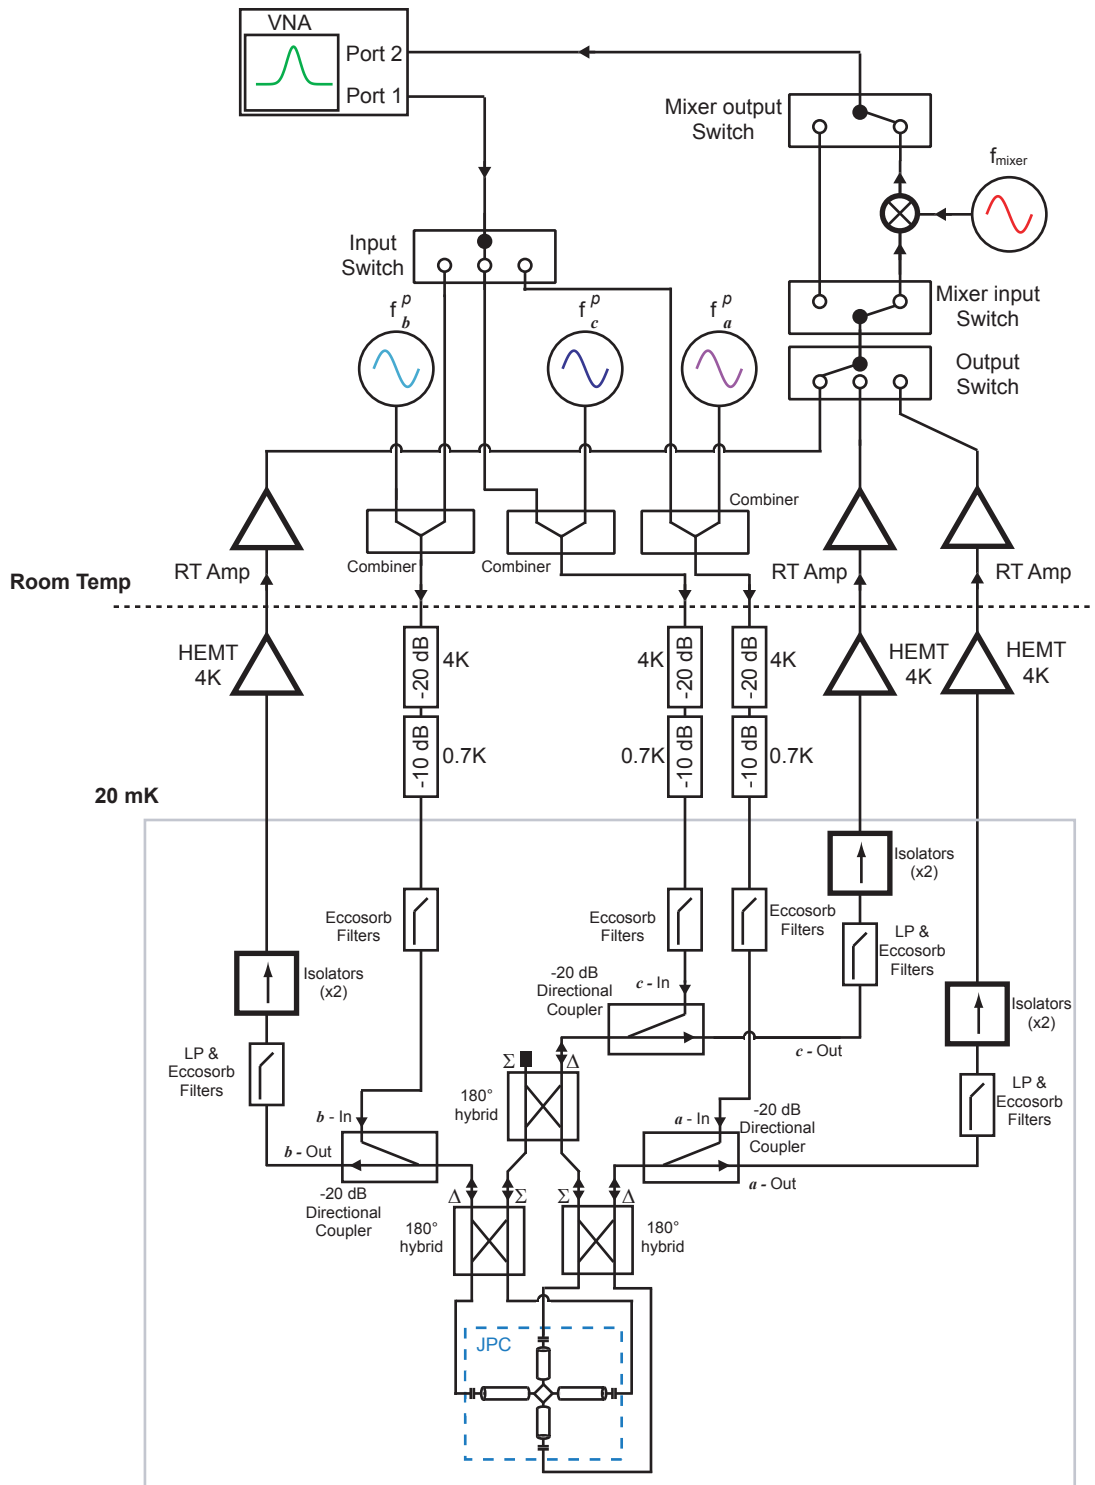 VNA
Port 2
Port 1
Mixer output
Switch
f mixer
Input
Switch
Mixer input
Switch
f p b
f p c
f p a
Output
Switch
Combiner
Combiner
Combiner
RT Amp
RT Amp
RT Amp
Room Temp
HEMT
4K
-20 dB
4K
4K
-20 dB
-20 dB
4K
HEMT
4K
HEMT
4K
-10 dB
0.7K
0.7K
-10 dB
-10 dB
0.7K
20 mK
Isolators
(x2)
Eccosorb
Filters
Eccosorb
Filters
Eccosorb
Filters
LP &
Eccosorb
Filters
Isolators
(x2)
-20 dB
Directional
Coupler
c - In
Isolators
(x2)
c - Out
LP &
Eccosorb
Filters
Σ
Δ
180°
hybrid
LP &
Eccosorb
Filters
b - In
a - In
-20 dB
Directional
Coupler
b - Out
a - Out
-20 dB
Directional
Coupler
Δ
Σ
Σ
Δ
180°
hybrid
180°
hybrid
JPC